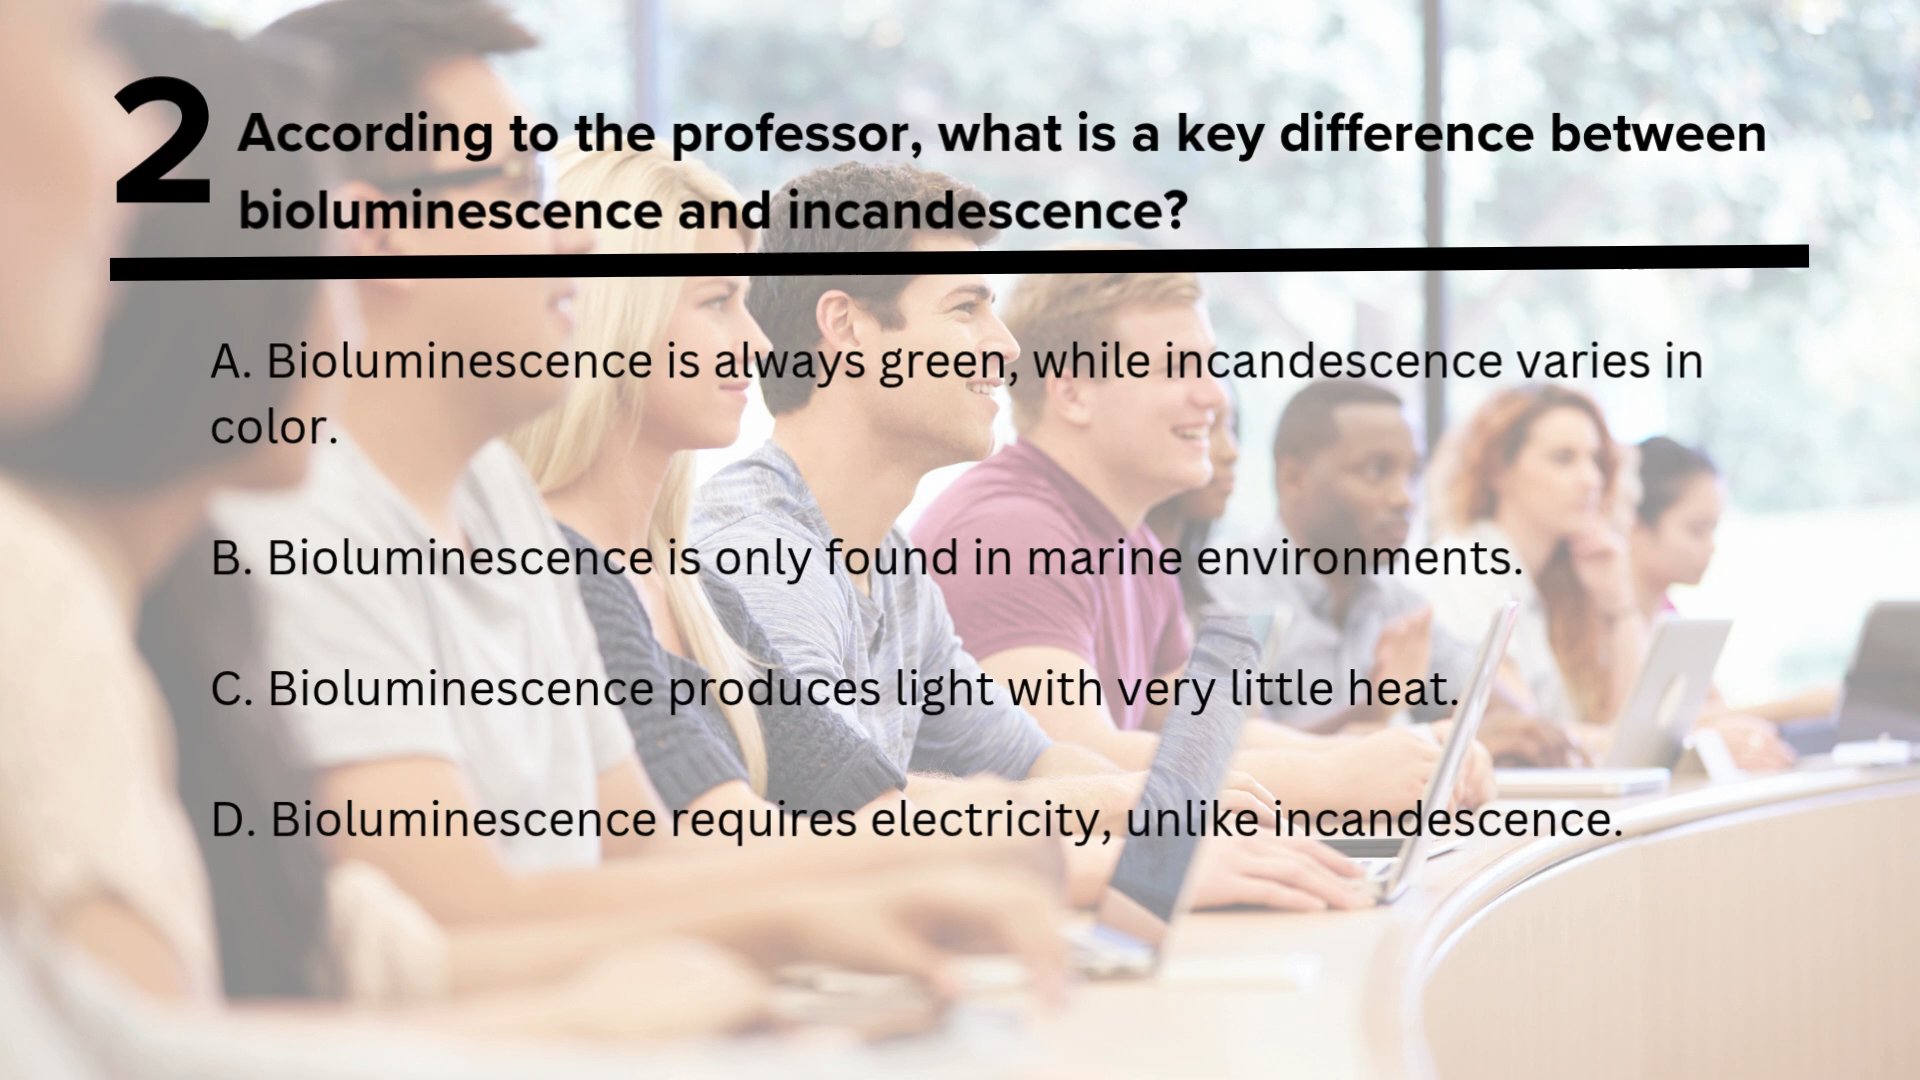 2
According to the professor, what is a key difference between
bioluminescence and incandescence?
A. Bioluminescence is always green, while incandescence varies in
color.
B. Bioluminescence is only found in marine environments.
C. Bioluminescence produces light with very little heat.
D. Bioluminescence requires electricity, unlike incandescence.